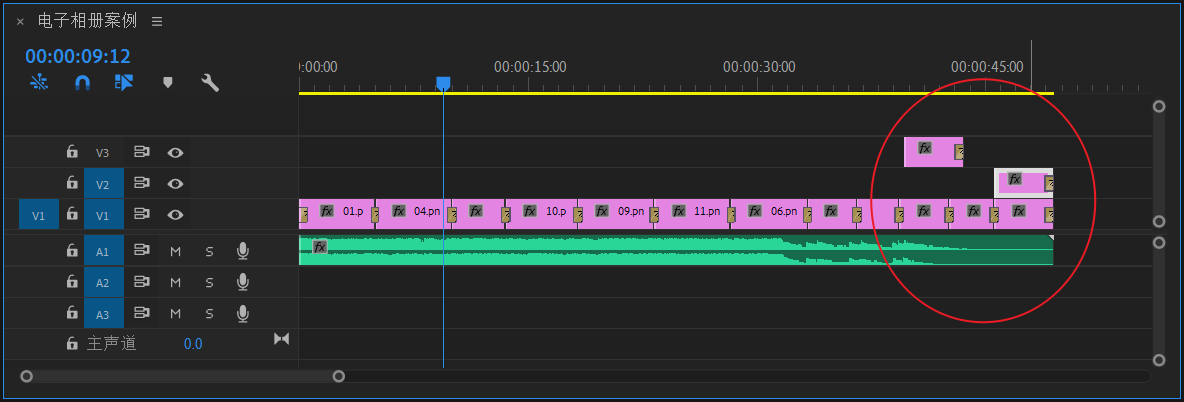 × 电子相册案例 ☰
00:00:09:12
:00:00 00:00:15:00 00:00:30:00 00:00:45:00
V3 fx
V2 fx
V1 V1 fx 01.p fx 04.pn fx fx 10.p fx 09.pn fx 11.pn fx 06.pn fx fx fx fx fx
A1 M S fx
A2 M S
A3 M S
主声道 0.0